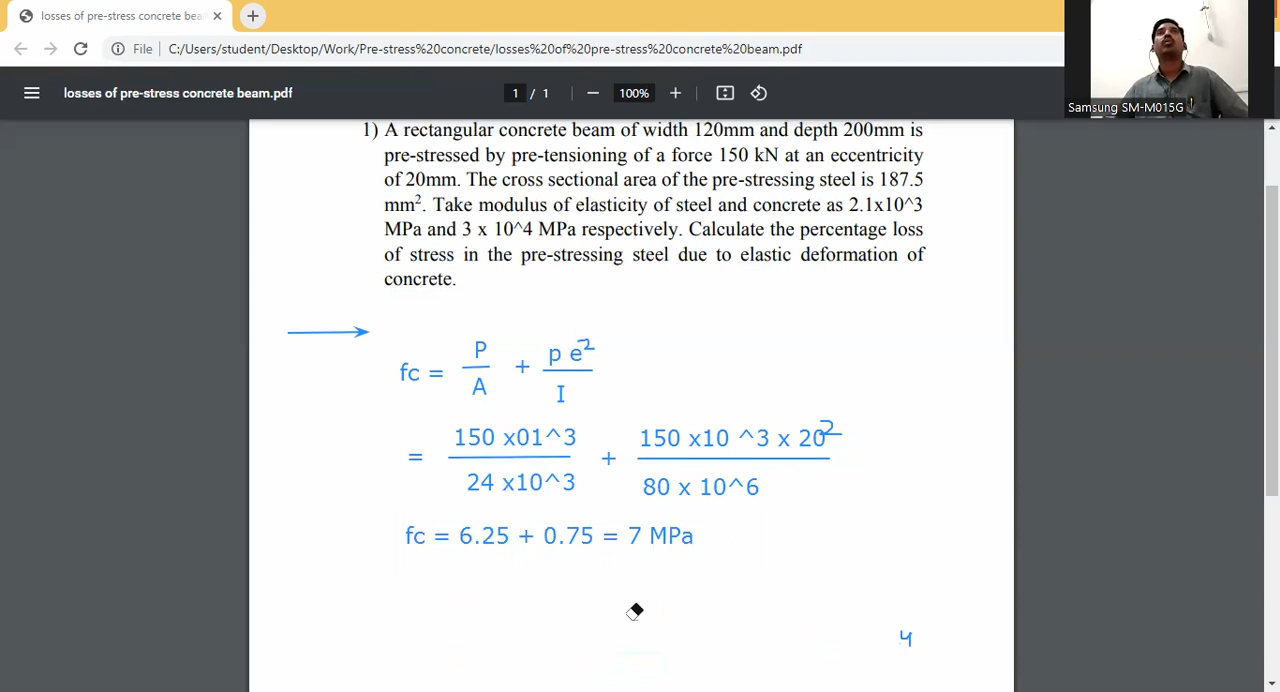 losses of pre-stress concrete bea
File C:/Users/student/Desktop/Work/Pre-stress%20concrete/losses%20of%20pre-stress%20concrete%20beam.pdf
losses of pre-stress concrete beam.pdf 1 / 1 100%
Samsung SM-M015G
1) A rectangular concrete beam of width 120mm and depth 200mm is
pre-stressed by pre-tensioning of a force 150 kN at an eccentricity
of 20mm. The cross sectional area of the pre-stressing steel is 187.5
mm². Take modulus of elasticity of steel and concrete as 2.1x10^3
MPa and 3 x 10^4 MPa respectively. Calculate the percentage loss
of stress in the pre-stressing steel due to elastic deformation of
concrete.
fc = P/A + p e²/I
= 150 x01^3/24 x10^3 + 150 x10 ^3 x 20²/80 x 10^6
fc = 6.25 + 0.75 = 7 MPa
4